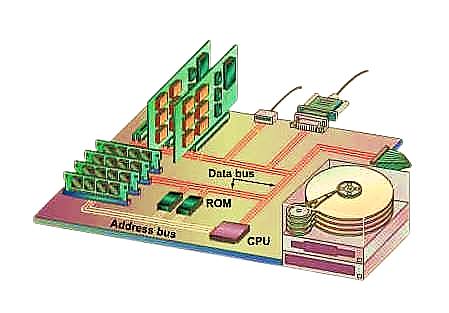 Data bus
ROM
Address bus
CPU